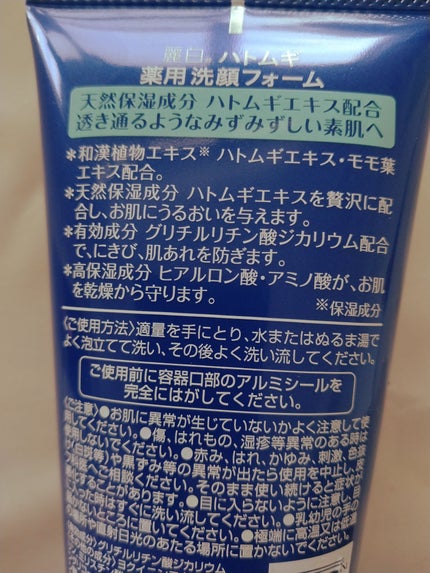 麗白® ハトムギ
薬用洗顔フォーム
天然保湿成分 ハトムギエキス配合
透き通るようなみずみずしい素肌へ
*和漢植物エキス※ ハトムギエキス・モモ葉
エキス配合。
*天然保湿成分 ハトムギエキスを贅沢に配
合し、お肌にうるおいを与えます。
*有効成分 グリチルリチン酸ジカリウム配合
で、にきび、肌あれを防ぎます。
*高保湿成分 ヒアルロン酸・アミノ酸が、お肌
を乾燥から守ります。
※保湿成分
〈ご使用方法〉適量を手にとり、水またはぬるま湯で
よく泡立てて洗い、その後よく洗い流してください。
ご使用前に容器口部のアルミシールを
完全にはがしてください。
〈ご注意〉●お肌に異常が生じていないかよく注意して使
用してください。●傷、はれもの、湿疹等異常のある時は
使用しないでください。●赤み、はれ、かゆみ、刺激、色抜
け(白斑等)や黒ずみ等の異常が出たら使用を中止し、
科医へご相談ください。そのまま使い続けると症状が
化することがあります。●目に入らないように注意し、
入った時はすぐに洗い流してください。●乳幼児の手の
かないところに置いてください。●極端に高温又は低温
の場所や直射日光のあたる場所に置かないでください。
グリチルリチン酸ジカリウム